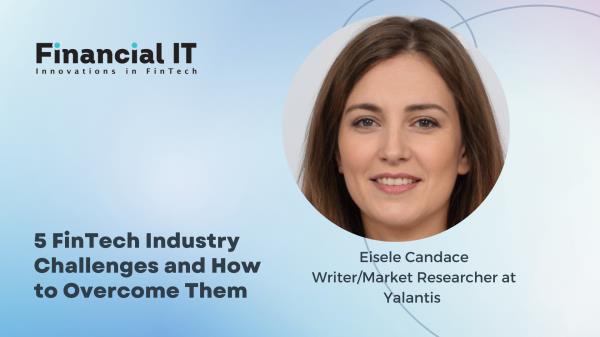 Financial IT
Innovations in FinTech
5 FinTech Industry
Challenges and How
to Overcome Them
Eisele Candace
Writer/Market Researcher at
Yalantis